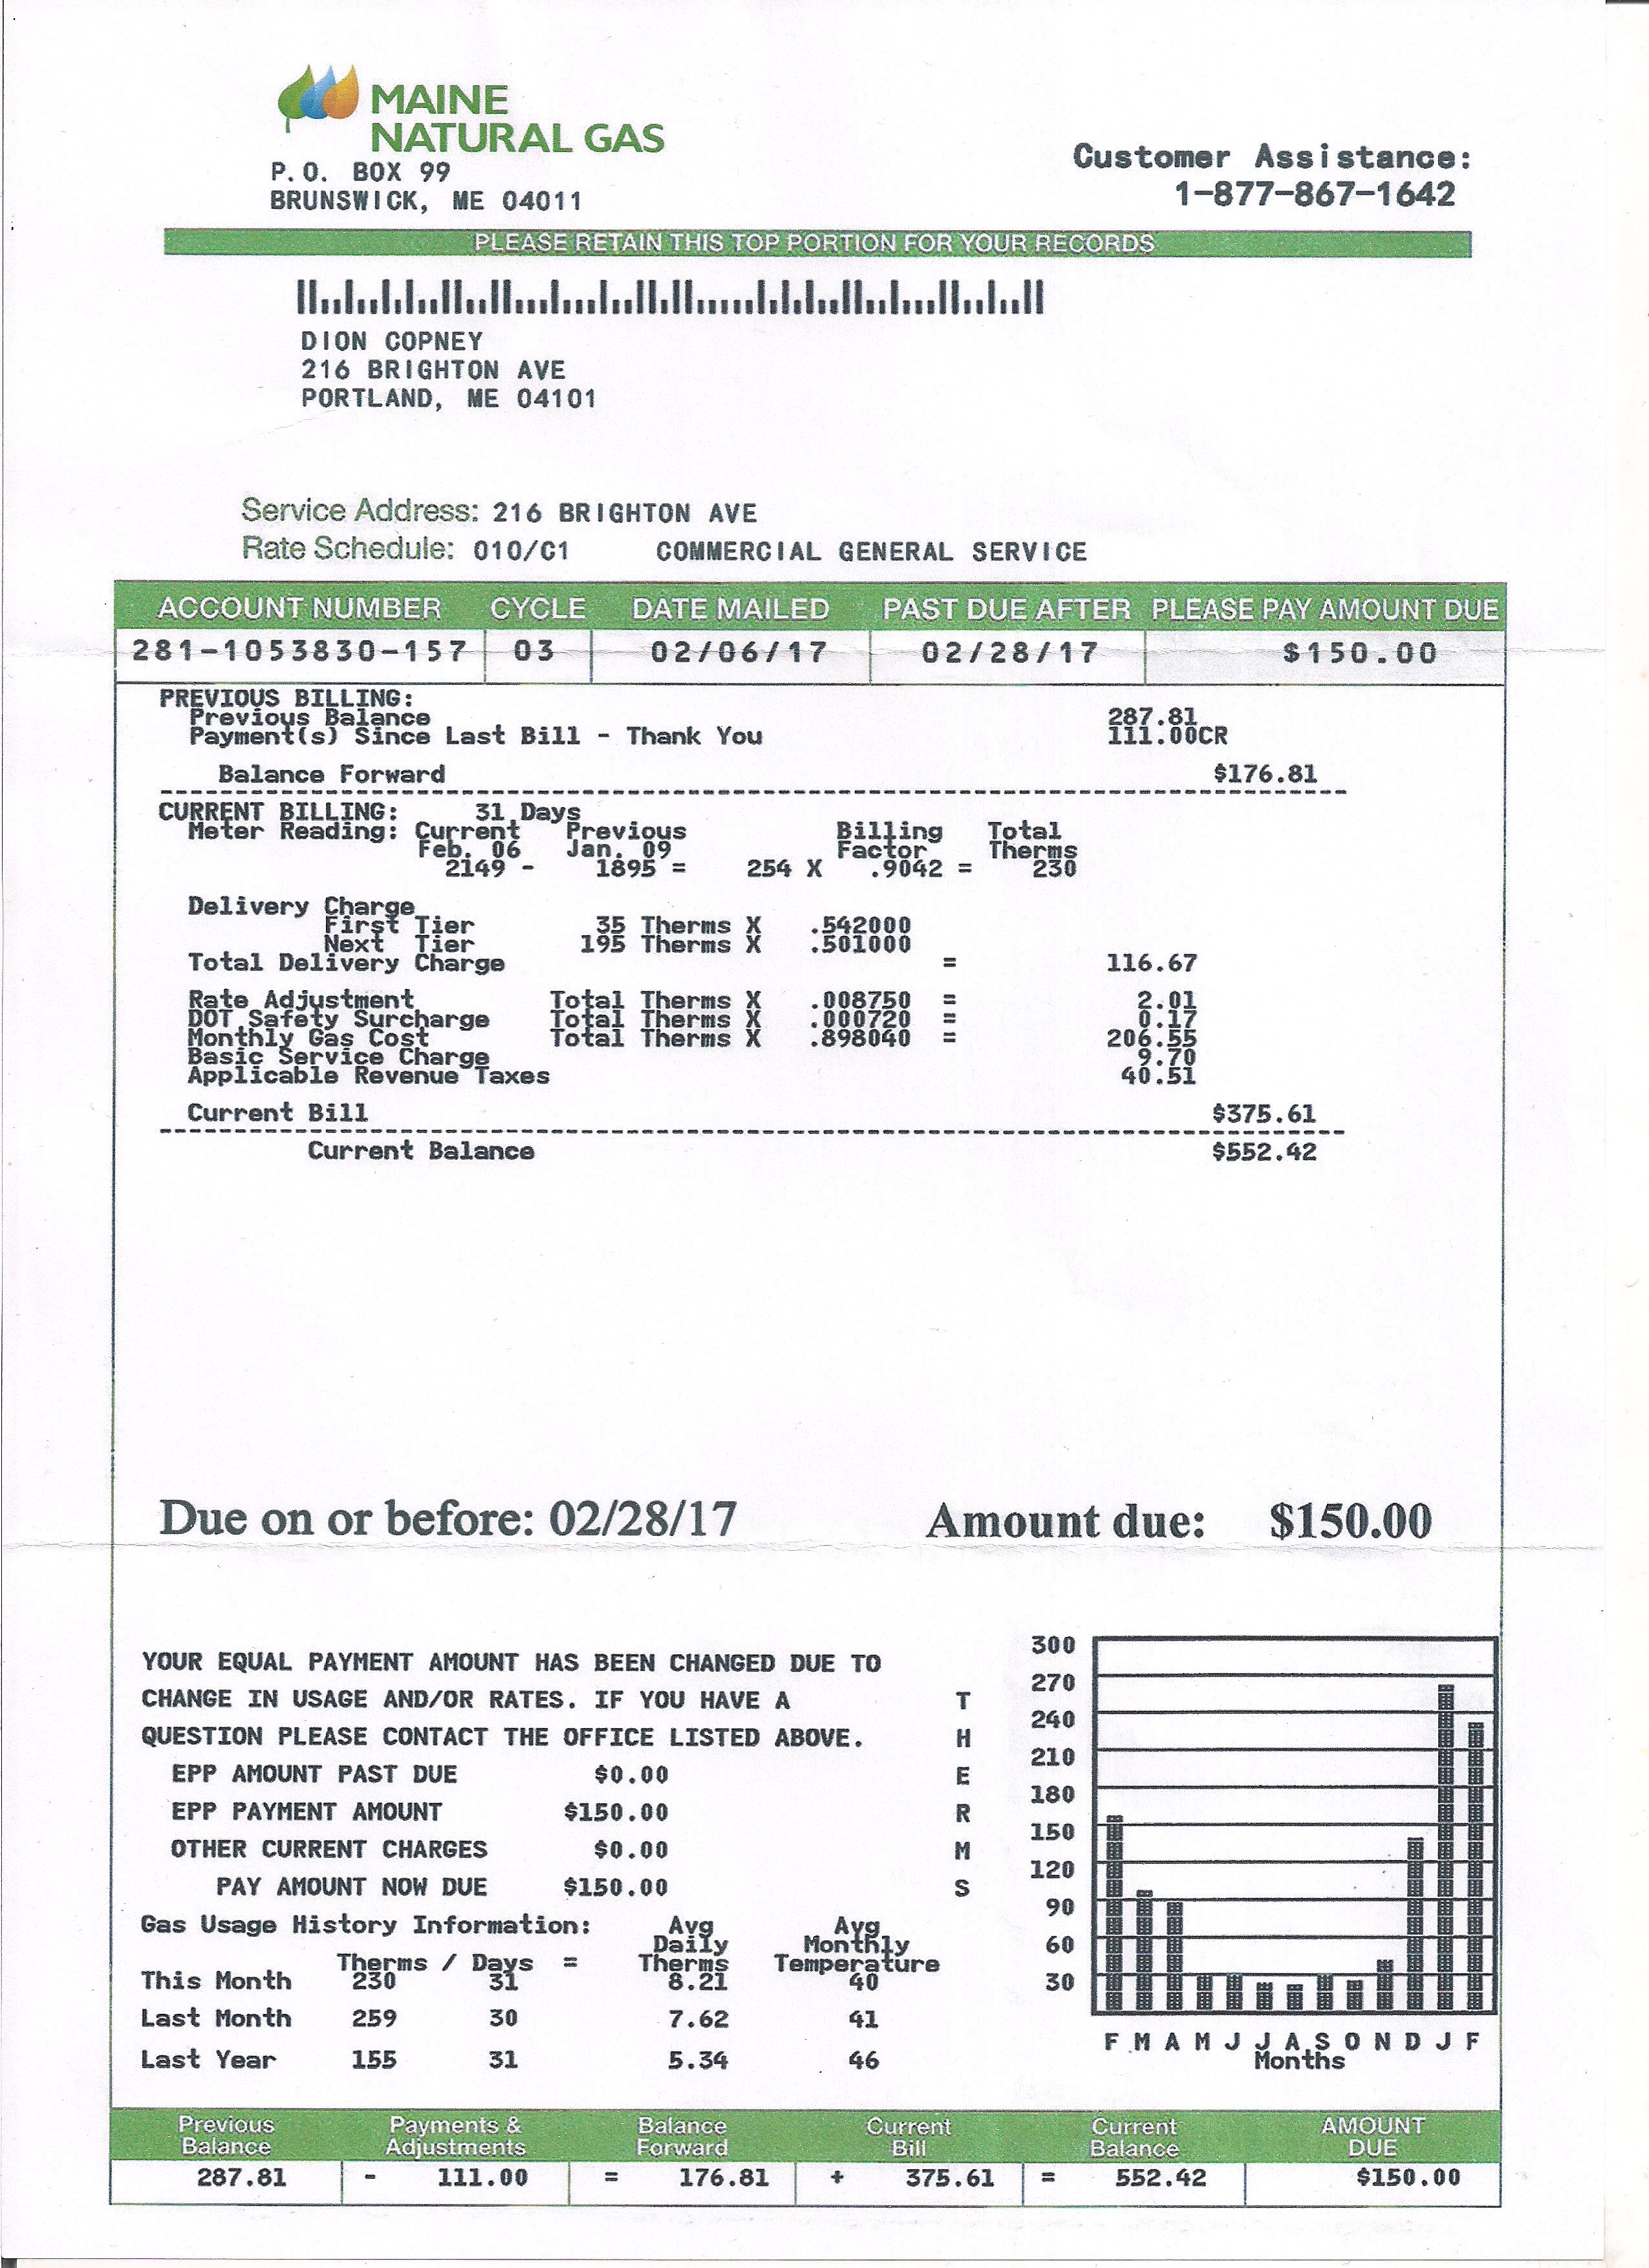 MAINE
NATURAL GAS
P.O. BOX 99
BRUNSWICK, ME 04011
Customer Assistance:
1-877-867-1642
PLEASE RETAIN THIS TOP PORTION FOR YOUR RECORDS
DION COPNEY
216 BRIGHTON AVE
PORTLAND, ME 04101
Service Address: 216 BRIGHTON AVE
Rate Schedule: 010/C1 COMMERCIAL GENERAL SERVICE
ACCOUNT NUMBER CYCLE DATE MAILED PAST DUE AFTER PLEASE PAY AMOUNT DUE
281-1053830-157 03 02/06/17 02/28/17 $150.00
PREVIOUS BILLING:
Previous Balance 287.81
Payment(s) Since Last Bill - Thank You 111.00CR
Balance Forward $176.81
CURRENT BILLING: 31 Days
Meter Reading: Current Previous Billing Total
Feb. 06 Jan. 09 Factor Therms
2149 - 1895 = 254 X .9042 = 230
Delivery Charge
First Tier 35 Therms X .542000
Next Tier 195 Therms X .501000
Total Delivery Charge = 116.67
Rate Adjustment Total Therms X .008750 = 2.01
DOT Safety Surcharge Total Therms X .000720 = 0.17
Monthly Gas Cost Total Therms X .898040 = 206.55
Basic Service Charge 9.70
Applicable Revenue Taxes 40.51
Current Bill $375.61
Current Balance $552.42
Due on or before: 02/28/17 Amount due: $150.00
YOUR EQUAL PAYMENT AMOUNT HAS BEEN CHANGED DUE TO
CHANGE IN USAGE AND/OR RATES. IF YOU HAVE A
QUESTION PLEASE CONTACT THE OFFICE LISTED ABOVE.
EPP AMOUNT PAST DUE $0.00
EPP PAYMENT AMOUNT $150.00
OTHER CURRENT CHARGES $0.00
PAY AMOUNT NOW DUE $150.00
Gas Usage History Information: Avg Avg
Daily Monthly
Therms / Days = Therms Temperature
This Month 230 31 8.21 40
Last Month 259 30 7.62 41
Last Year 155 31 5.34 46
THERMS
300
270
240
210
180
150
120
90
60
30
F M A M J J A S O N D J F
Months
Previous Payments & Balance Current Current AMOUNT
Balance Adjustments Forward Bill Balance DUE
287.81 - 111.00 = 176.81 + 375.61 = 552.42 $150.00